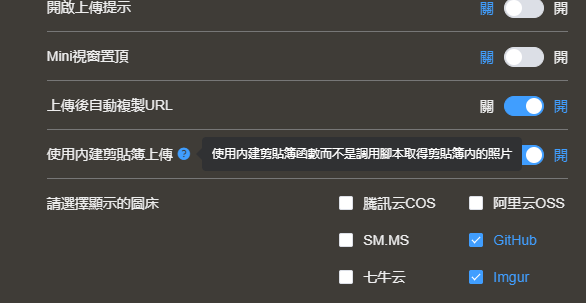 開啟上傳提示 關 開
Mini視窗置頂 關 開
上傳後自動複製URL 關 開
使用內建剪貼簿上傳 ? 使用內建剪貼簿函數而不是調用腳本取得剪貼簿內的照片 開
請選擇顯示的圖床 騰訊云COS 阿里云OSS
SM.MS GitHub
七牛云 Imgur